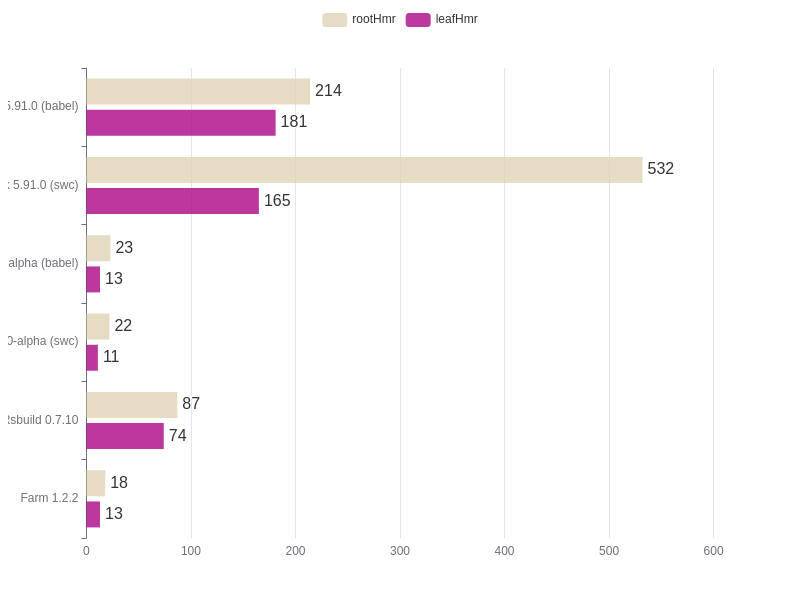 rootHmr leafHmr
5.91.0 (babel)
214
181
5.91.0 (swc)
532
165
alpha (babel)
23
13
0-alpha (swc)
22
11
sbuild 0.7.10
87
74
Farm 1.2.2
18
13
0 100 200 300 400 500 600